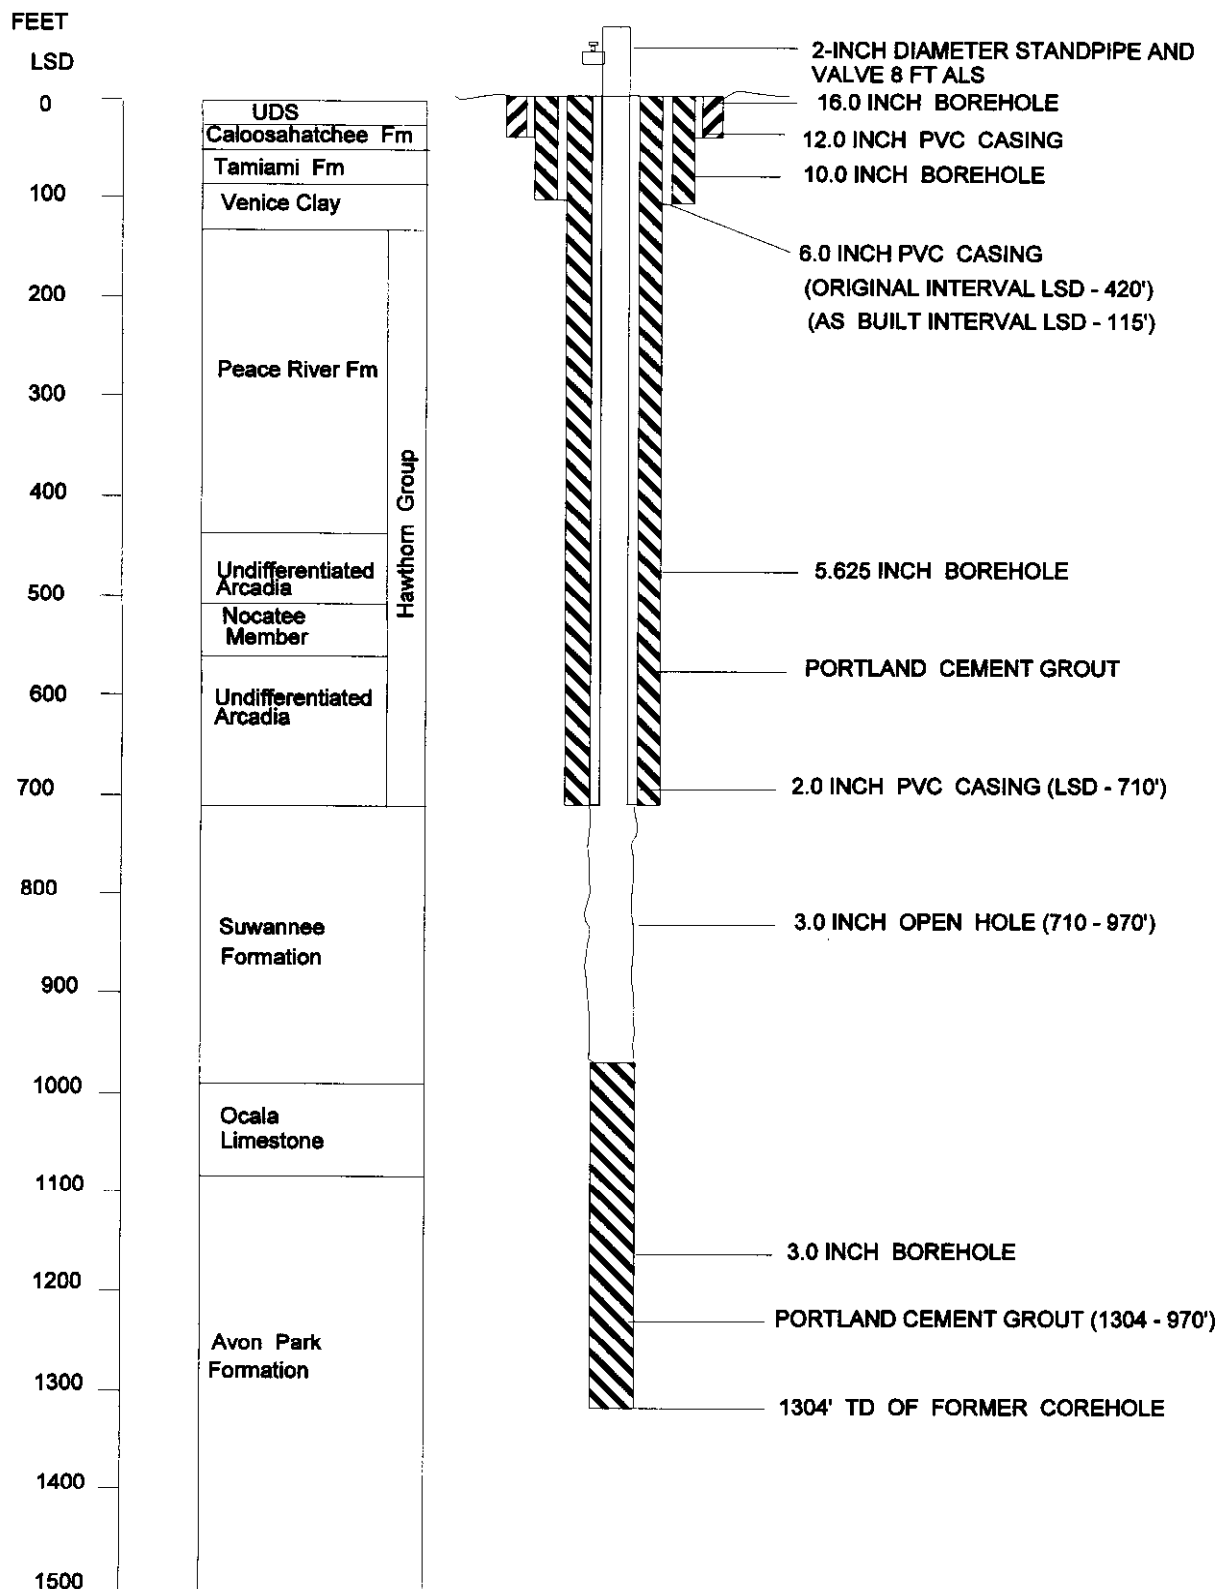 FEET
LSD
0
100
200
300
400
500
600
700
800
900
1000
1100
1200
1300
1400
1500
UDS
Caloosahatchee Fm
Tamiami Fm
Venice Clay
Peace River Fm
Undifferentiated
Arcadia
Nocatee
Member
Undifferentiated
Arcadia
Hawthorn Group
Suwannee
Formation
Ocala
Limestone
Avon Park
Formation
2-INCH DIAMETER STANDPIPE AND
VALVE 8 FT ALS
16.0 INCH BOREHOLE
12.0 INCH PVC CASING
10.0 INCH BOREHOLE
6.0 INCH PVC CASING
(ORIGINAL INTERVAL LSD - 420')
(AS BUILT INTERVAL LSD - 115')
5.625 INCH BOREHOLE
PORTLAND CEMENT GROUT
2.0 INCH PVC CASING (LSD - 710')
3.0 INCH OPEN HOLE (710 - 970')
3.0 INCH BOREHOLE
PORTLAND CEMENT GROUT (1304 - 970')
1304' TD OF FORMER COREHOLE